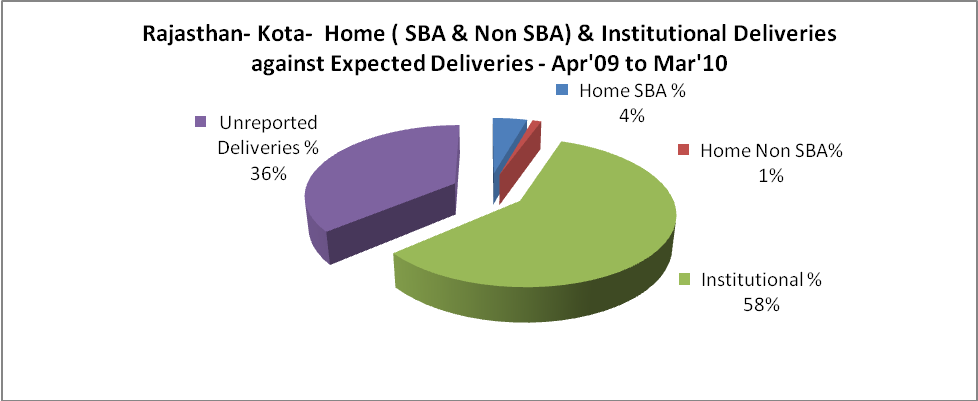 Rajasthan- Kota-  Home ( SBA & Non SBA) & Institutional Deliveries
against Expected Deliveries - Apr'09 to Mar'10
Home SBA %
4%
Home Non SBA%
1%
Institutional %
58%
Unreported
Deliveries %
36%